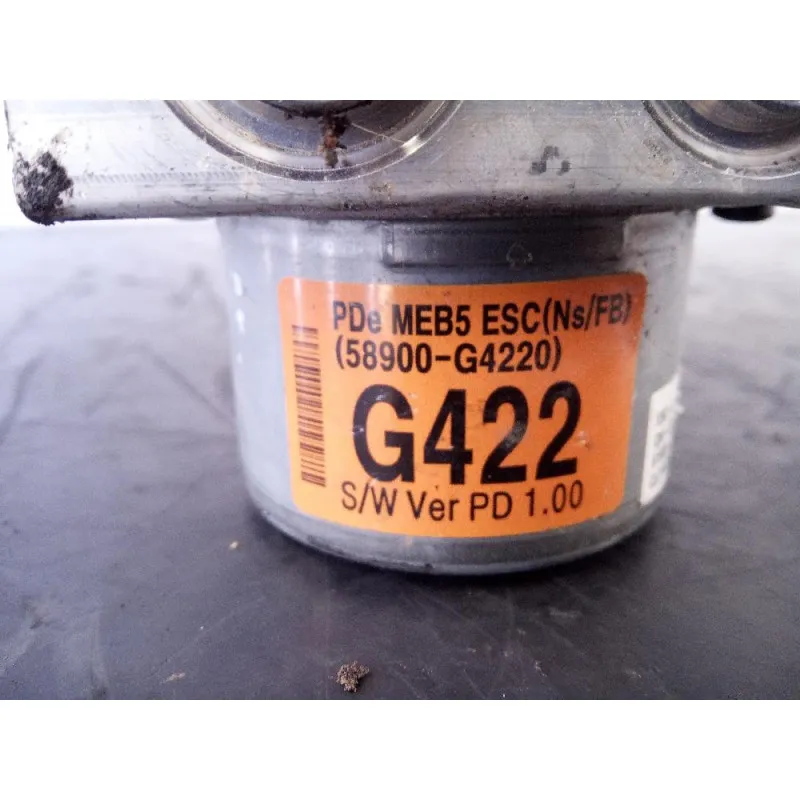 PDe MEB5 ESC(Ns/FB)
(58900-G4220)
G422
S/W Ver PD 1.00